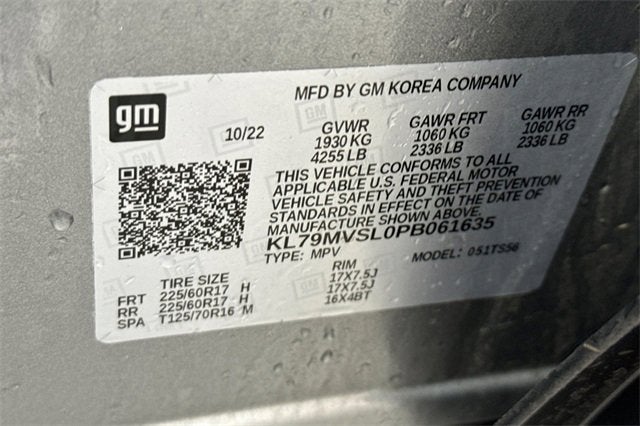 MFD BY GM KOREA COMPANY
gm
10/22
GVWR GAWR FRT GAWR RR
1930 KG 1060 KG 1060 KG
4255 LB 2336 LB 2336 LB
THIS VEHICLE CONFORMS TO ALL
APPLICABLE U.S. FEDERAL MOTOR
VEHICLE SAFETY AND THEFT PREVENTION
STANDARDS IN EFFECT ON THE DATE OF
MANUFACTURE SHOWN ABOVE.
KL79MVSL0PB061635
TYPE: MPV MODEL: 051TS56
TIRE SIZE RIM
FRT 225/60R17 H 17X7.5J
RR 225/60R17 H 17X7.5J
SPA T125/70R16 M 16X4BT